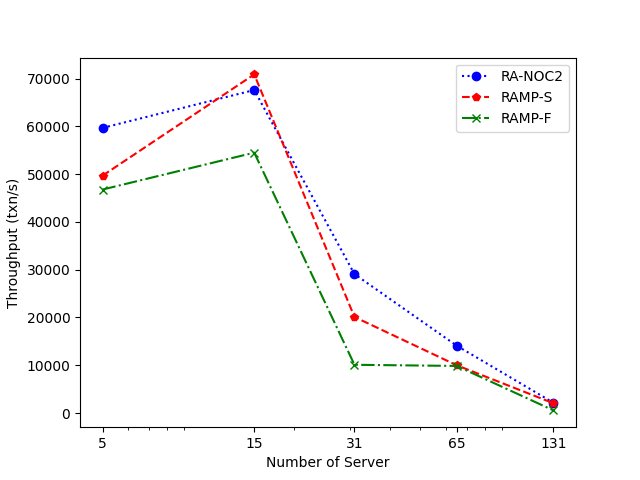 RA-NOC2
RAMP-S
RAMP-F
Throughput (txn/s)
70000
60000
50000
40000
30000
20000
10000
0
5 15 31 65 131
Number of Server